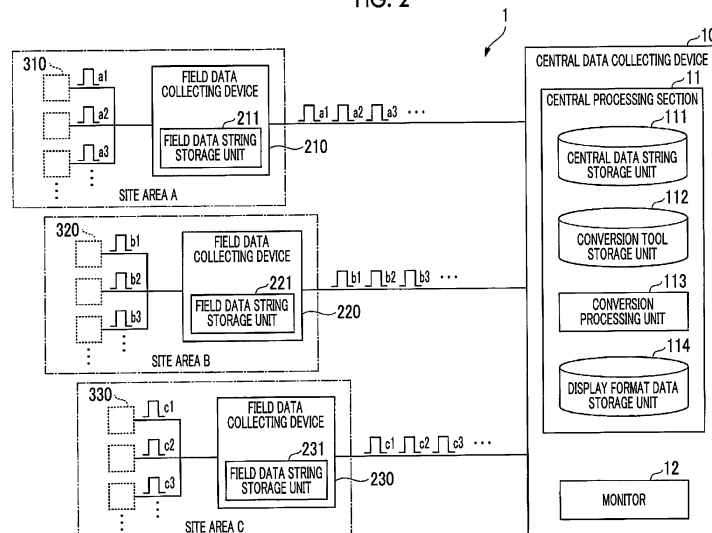 FIG. 2
1
310
a1
a2
a3
FIELD DATA
COLLECTING DEVICE
211
FIELD DATA STRING
STORAGE UNIT
210
SITE AREA A
a1 a2 a3 ...
320
b1
b2
b3
FIELD DATA
COLLECTING DEVICE
221
FIELD DATA STRING
STORAGE UNIT
220
SITE AREA B
b1 b2 b3 ...
330
c1
c2
c3
FIELD DATA
COLLECTING DEVICE
231
FIELD DATA STRING
STORAGE UNIT
230
SITE AREA C
c1 c2 c3 ...
10
CENTRAL DATA COLLECTING DEVICE
11
CENTRAL PROCESSING SECTION
111
CENTRAL DATA STRING
STORAGE UNIT
112
CONVERSION TOOL
STORAGE UNIT
113
CONVERSION
PROCESSING UNIT
114
DISPLAY FORMAT DATA
STORAGE UNIT
12
MONITOR